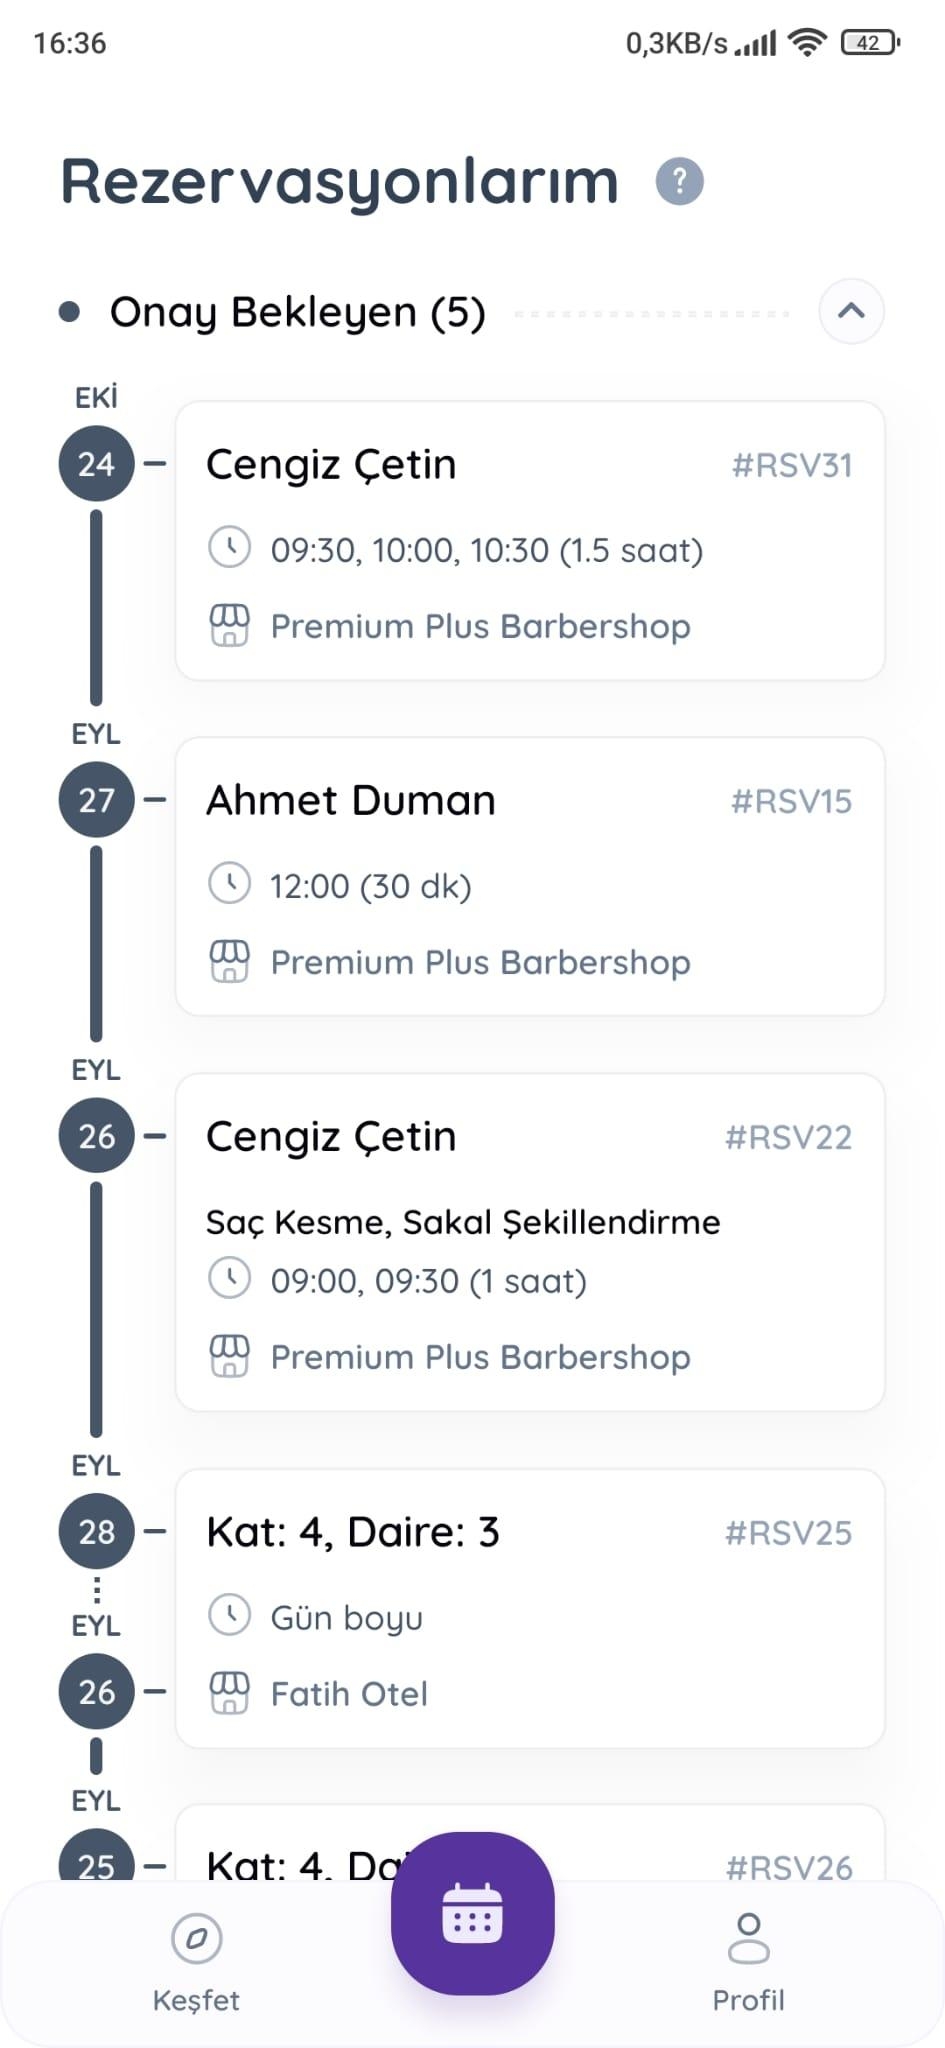 16:36
0,3KB/s
42
Rezervasyonlarım
?
Onay Bekleyen (5)
EKİ
24
Cengiz Çetin
#RSV31
09:30, 10:00, 10:30 (1.5 saat)
Premium Plus Barbershop
EYL
27
Ahmet Duman
#RSV15
12:00 (30 dk)
Premium Plus Barbershop
EYL
26
Cengiz Çetin
#RSV22
Saç Kesme, Sakal Şekillendirme
09:00, 09:30 (1 saat)
Premium Plus Barbershop
EYL
28
Kat: 4, Daire: 3
#RSV25
Gün boyu
EYL
26
Fatih Otel
EYL
25
Kat: 4,
#RSV26
Keşfet
Profil